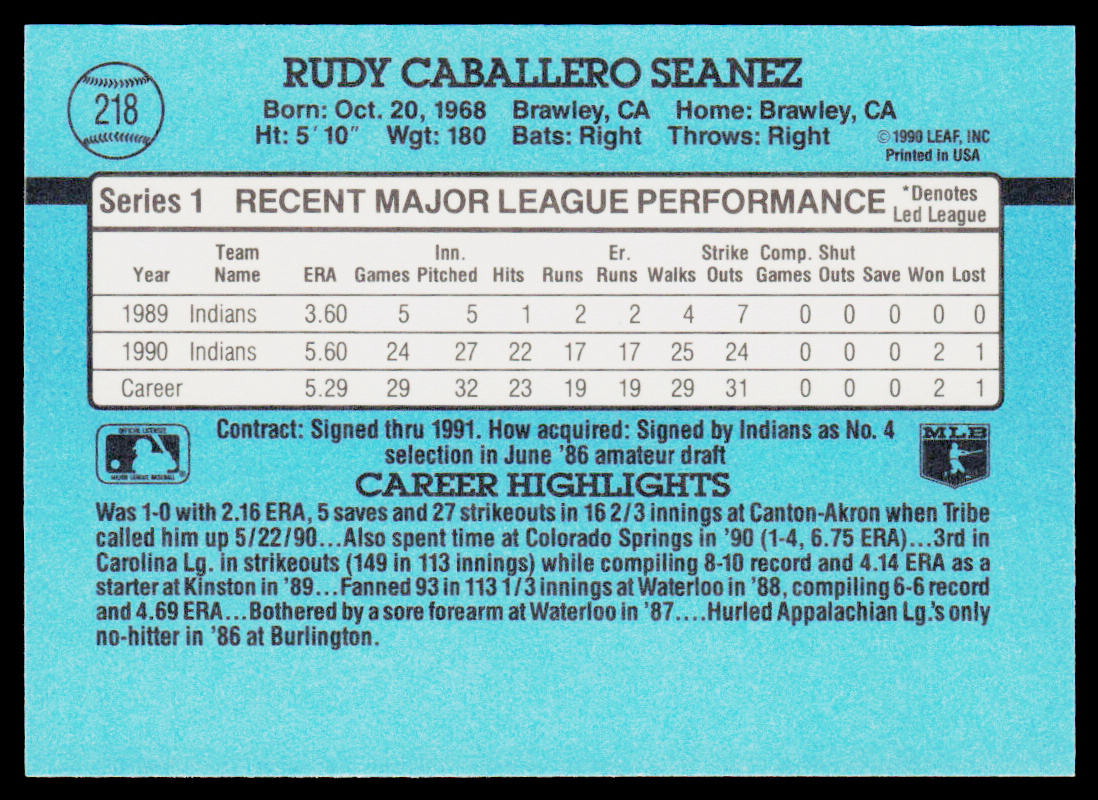 218
RUDY CABALLERO SEANEZ
Born: Oct. 20, 1968 Brawley, CA Home: Brawley, CA
Ht: 5' 10" Wgt: 180 Bats: Right Throws: Right
© 1990 LEAF, INC
Printed in USA
Series 1 RECENT MAJOR LEAGUE PERFORMANCE *Denotes
Led League
Team Inn. Er. Strike Comp. Shut
Year Name ERA Games Pitched Hits Runs Runs Walks Outs Games Outs Save Won Lost
1989 Indians 3.60 5 5 1 2 2 4 7 0 0 0 0 0
1990 Indians 5.60 24 27 22 17 17 25 24 0 0 0 2 1
Career 5.29 29 32 23 19 19 29 31 0 0 0 2 1
OFFICIAL LICENSEE
MAJOR LEAGUE BASEBALL
Contract: Signed thru 1991. How acquired: Signed by Indians as No. 4
selection in June '86 amateur draft
MLB
CAREER HIGHLIGHTS
Was 1-0 with 2.16 ERA, 5 saves and 27 strikeouts in 16 2/3 innings at Canton-Akron when Tribe
called him up 5/22/90...Also spent time at Colorado Springs in '90 (1-4, 6.75 ERA)...3rd in
Carolina Lg. in strikeouts (149 in 113 innings) while compiling 8-10 record and 4.14 ERA as a
starter at Kinston in '89...Fanned 93 in 113 1/3 innings at Waterloo in '88, compiling 6-6 record
and 4.69 ERA...Bothered by a sore forearm at Waterloo in '87....Hurled Appalachian Lg.'s only
no-hitter in '86 at Burlington.